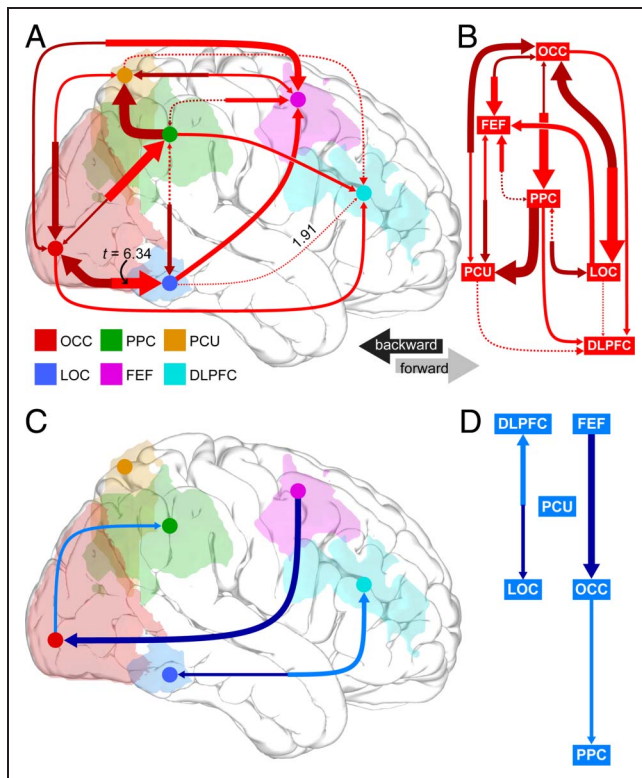 A
B
OCC
FEF
PPC
PCU
LOC
DLPFC
t = 6.34
1.91
OCC PPC PCU
LOC FEF DLPFC
backward
forward
C
D
DLPFC FEF
PCU
LOC OCC
PPC